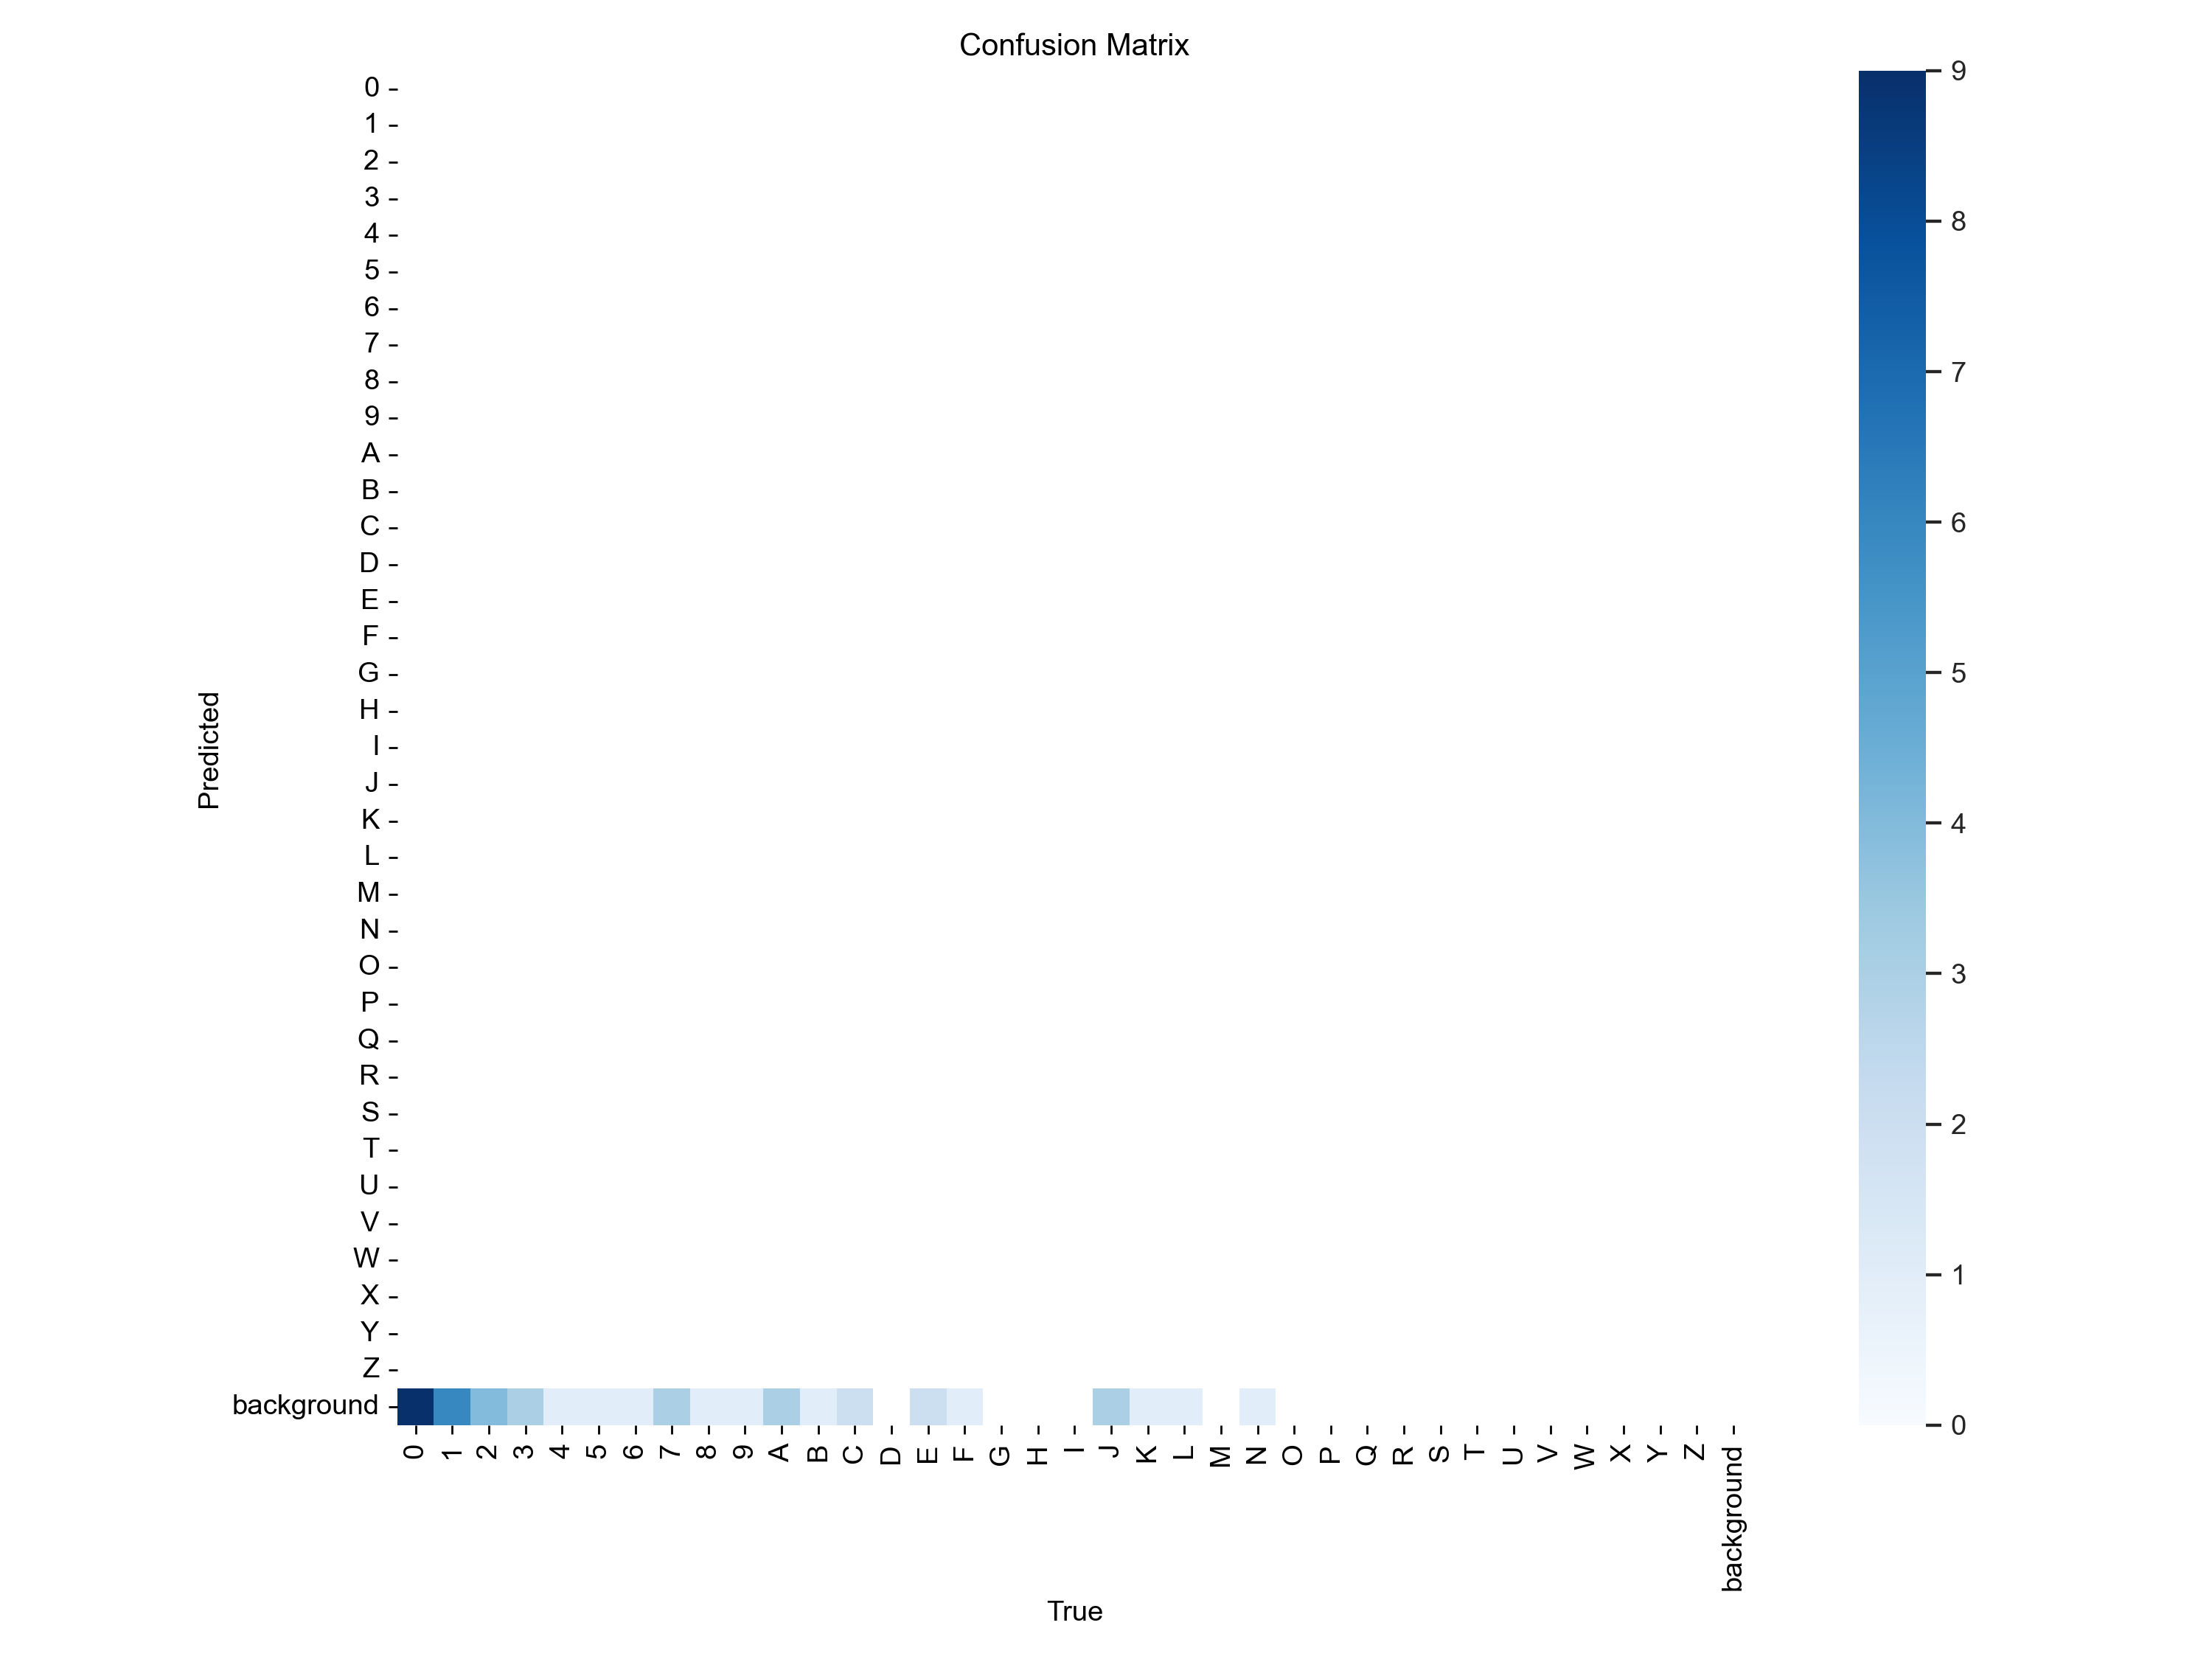 Confusion Matrix
0
1
2
3
4
5
6
7
8
9
A
B
C
D
E
F
G
H
I
J
K
L
M
N
O
P
Q
R
S
T
U
V
W
X
Y
Z
background
Predicted
0 1 2 3 4 5 6 7 8 9 A B C D E F G H I J K L M N O P Q R S T U V W X Y Z background
True
9
8
7
6
5
4
3
2
1
0